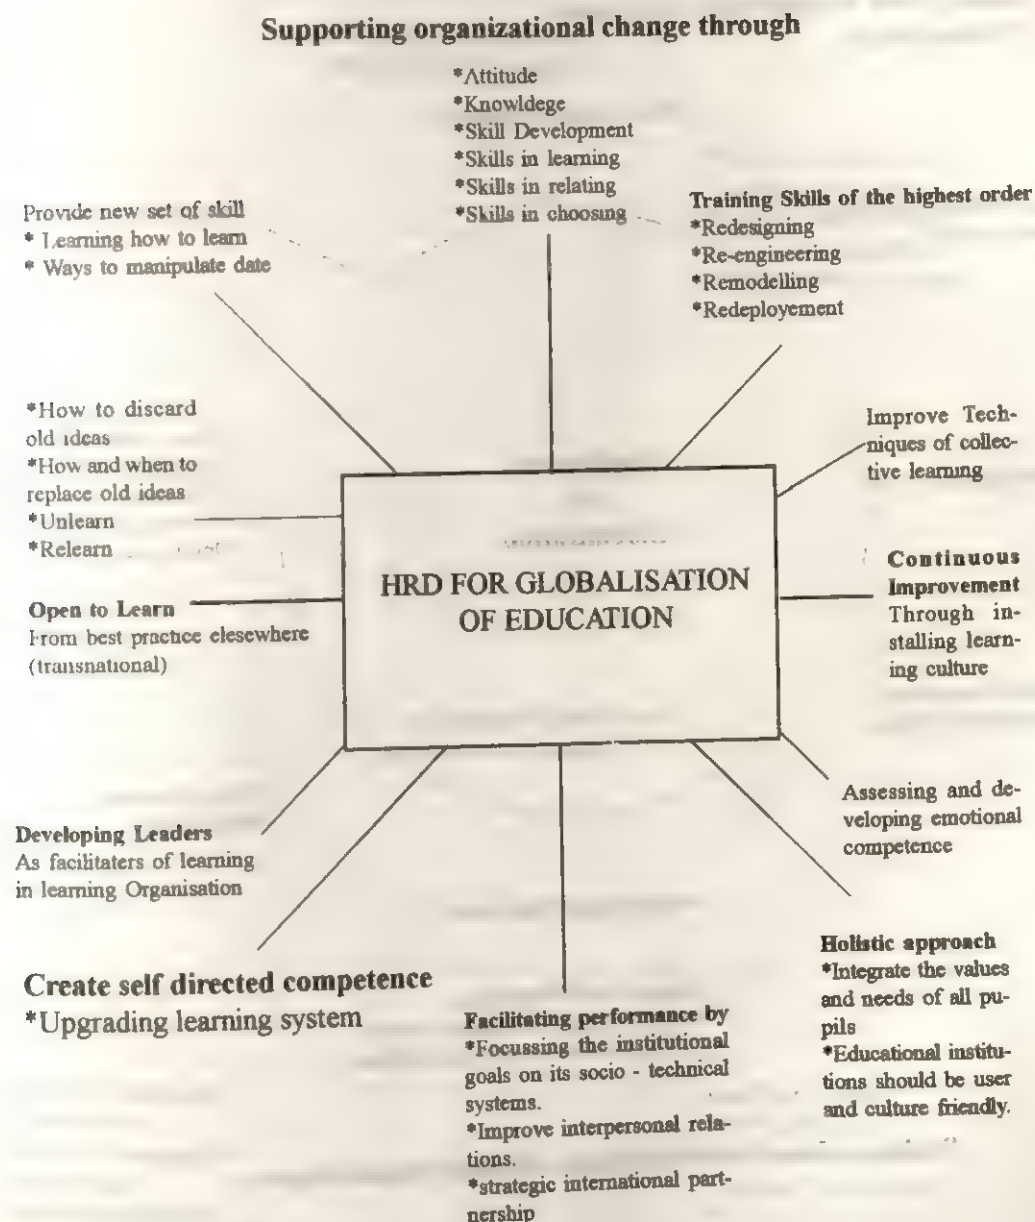 Supporting organizational change through
*Attitude
*Knowldege
*Skill Development
*Skills in learning
*Skills in relating
*Skills in choosing
Provide new set of skill
* Learning how to learn
* Ways to manipulate date
Training Skills of the highest order
*Redesigning
*Re-engineering
*Remodelling
*Redeployement
*How to discard
old ideas
*How and when to
replace old ideas
*Unlearn
*Relearn
Improve Tech-
niques of collec-
tive learning
HRD FOR GLOBALISATION
OF EDUCATION
Open to Learn
From best practice elesewhere
(transnational)
Continuous
Improvement
Through in-
stalling learn-
ing culture
Developing Leaders
As facilitaters of learning
in learning Organisation
Assessing and de-
veloping emotional
competence
Create self directed competence
*Upgrading learning system
Facilitating performance by
*Focussing the institutional
goals on its socio - technical
systems.
*Improve interpersonal rela-
tions.
*strategic international part-
nership
Holistic approach
*Integrate the values
and needs of all pu-
pils
*Educational institu-
tions should be user
and culture friendly.